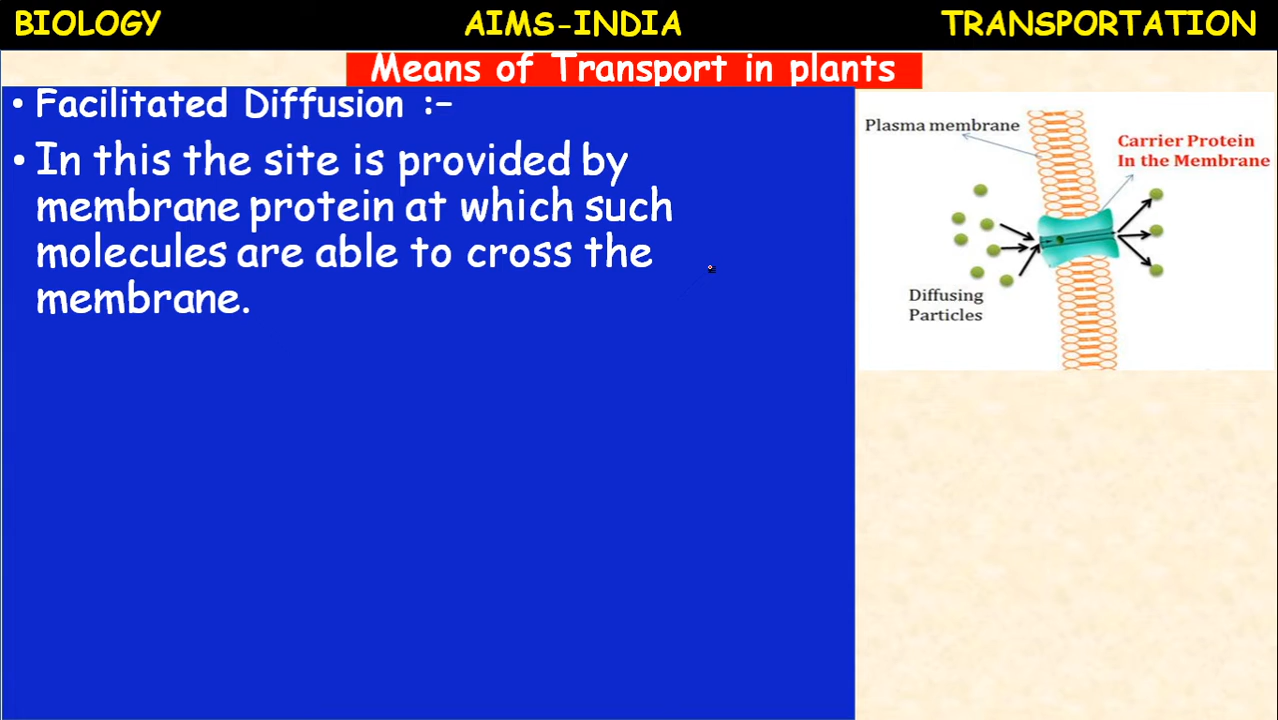 BIOLOGY AIMS-INDIA TRANSPORTATION
Means of Transport in plants
• Facilitated Diffusion :-
• In this the site is provided by
membrane protein at which such
molecules are able to cross the
membrane.
Plasma membrane
Carrier Protein
In the Membrane
Diffusing
Particles